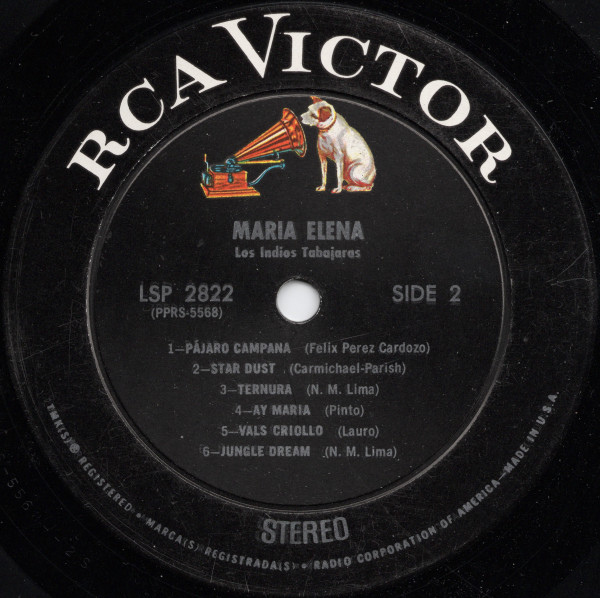 RCA VICTOR
MARIA ELENA
Los Indios Tabajaras
LSP 2822
SIDE 2
(PPRS-5568)
1—PÁJARO CAMPANA (Felix Perez Cardozo)
2—STAR DUST (Carmichael-Parish)
3—TERNURA (N. M. Lima)
4—AY MARIA (Pinto)
5—VALS CRIOLLO (Lauro)
6—JUNGLE DREAM (N. M. Lima)
STEREO
TMK(S) ® REGISTERED • MARCA(S) REGISTRADA(S) • RADIO CORPORATION OF AMERICA—MADE IN U.S.A.